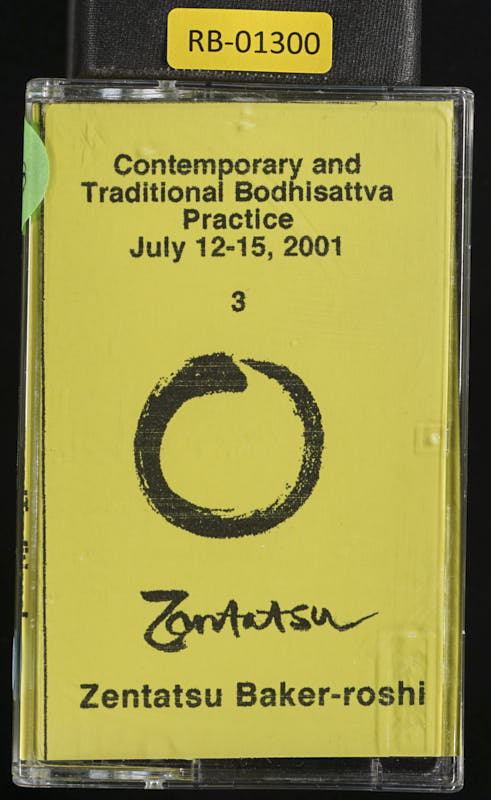 RB-01300
Contemporary and
Traditional Bodhisattva
Practice
July 12-15, 2001
3
Zentatsu
Zentatsu Baker-roshi